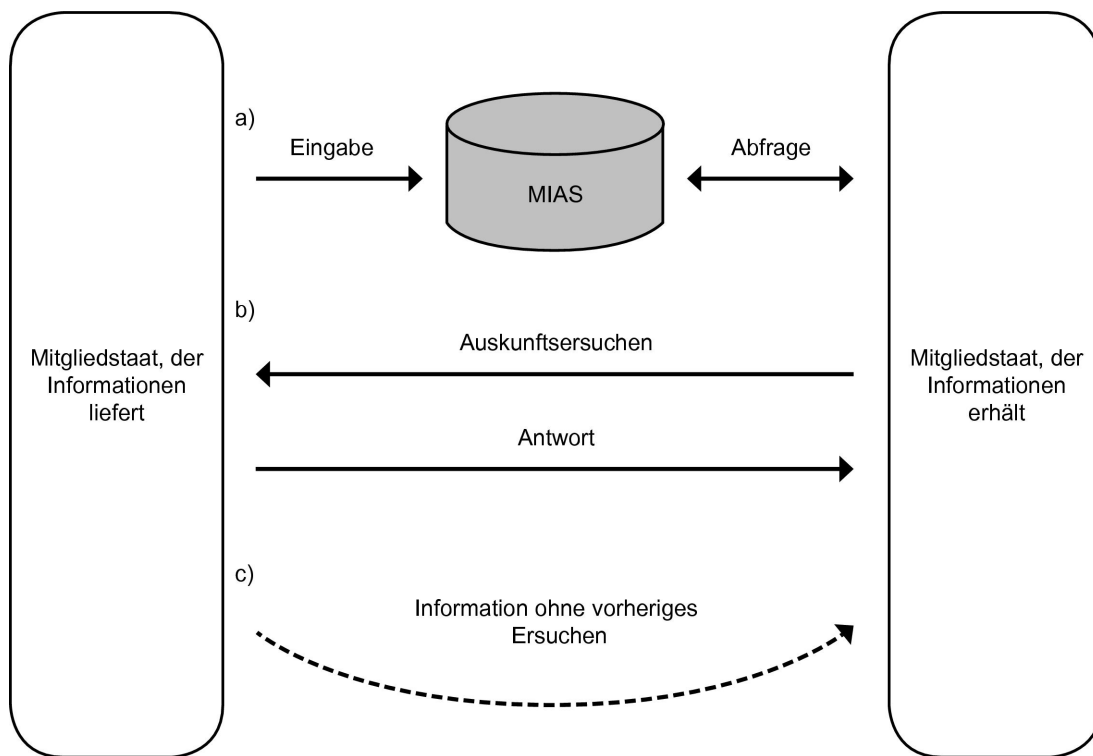 a)
Eingabe
MIAS
Abfrage
b)
Auskunftsersuchen
Mitgliedstaat, der
Informationen
liefert
Mitgliedstaat, der
Informationen
erhält
Antwort
c)
Information ohne vorheriges
Ersuchen